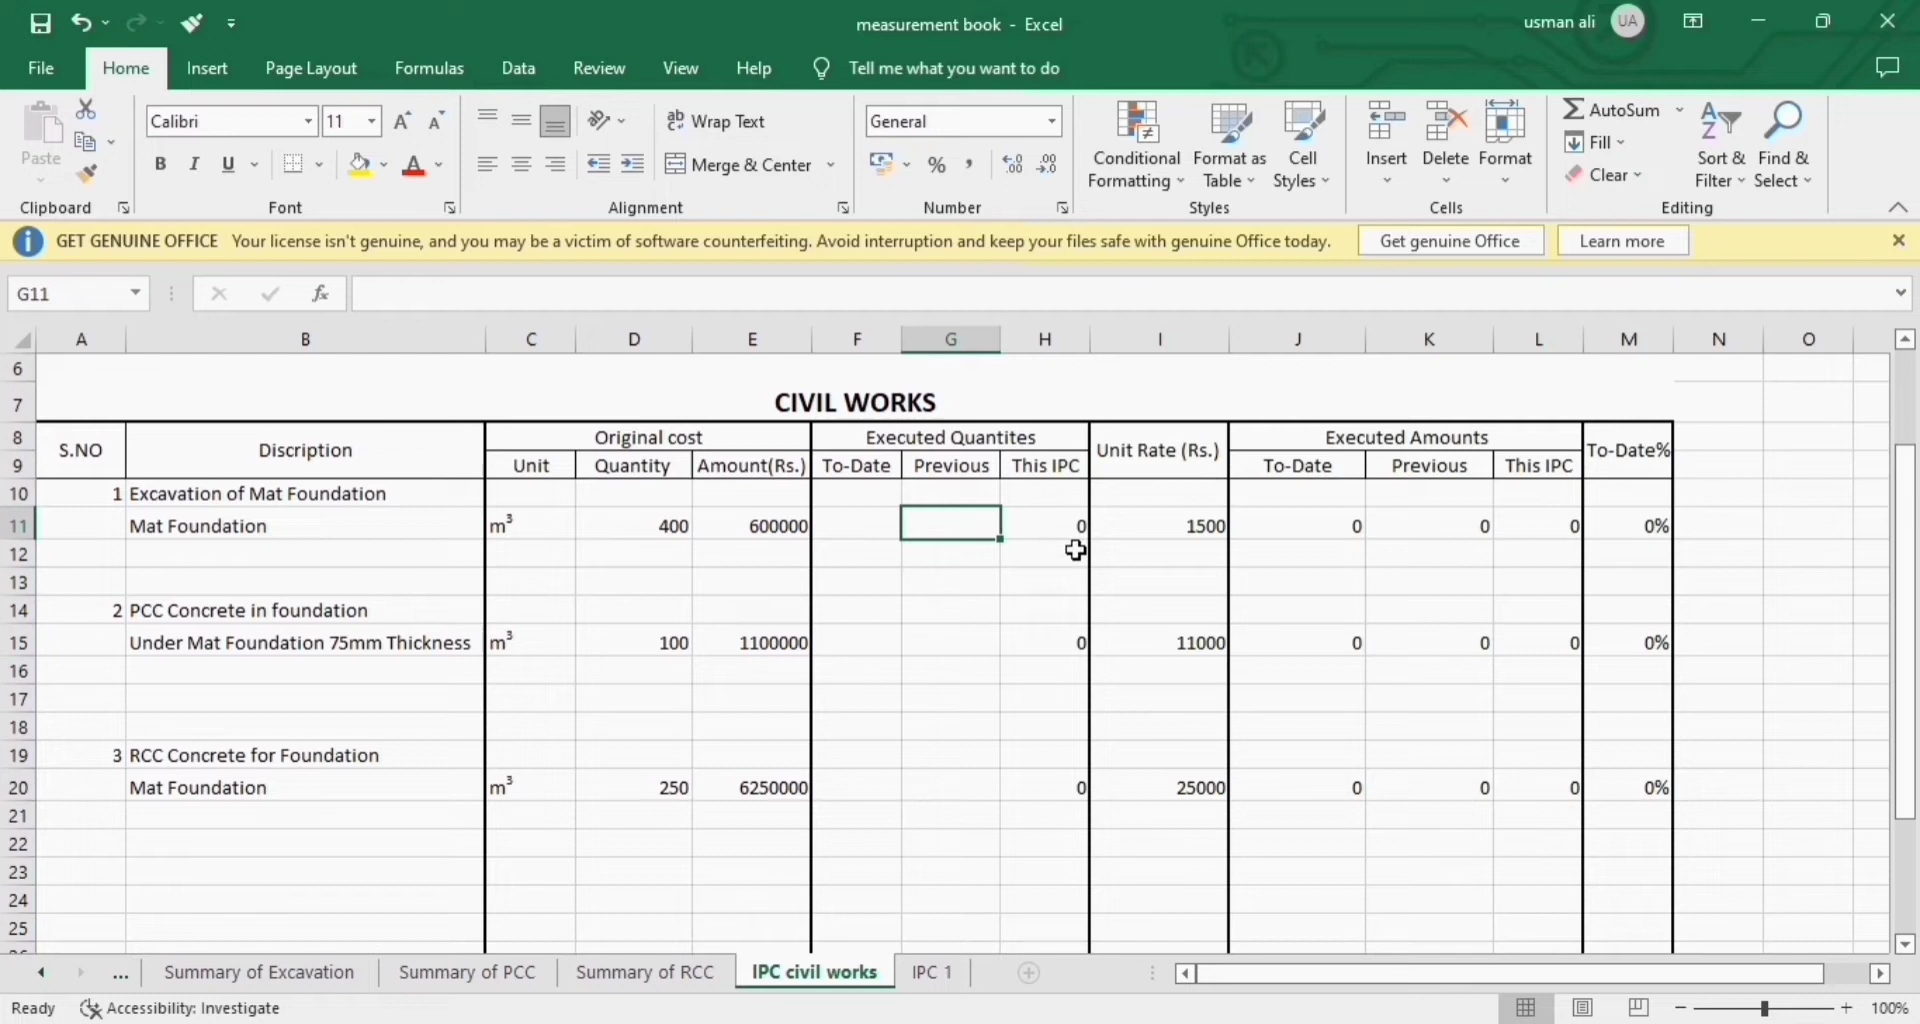 measurement book - Excel
usman ali UA
File Home Insert Page Layout Formulas Data Review View Help Tell me what you want to do
Paste
Clipboard
Calibri 11
B I U
Font
Wrap Text
Merge & Center
Alignment
General
%
Number
Conditional Formatting
Format as Table
Cell Styles
Styles
Insert
Delete
Format
Cells
AutoSum
Fill
Clear
Sort & Filter
Find & Select
Editing
GET GENUINE OFFICE Your license isn't genuine, and you may be a victim of software counterfeiting. Avoid interruption and keep your files safe with genuine Office today. Get genuine Office Learn more
G11 fx
A B C D E F G H I J K L M N O
6
7 CIVIL WORKS
8 S.NO Discription Original cost Executed Quantites Unit Rate (Rs.) Executed Amounts To-Date%
9 Unit Quantity Amount(Rs.) To-Date Previous This IPC To-Date Previous This IPC
10 1 Excavation of Mat Foundation
11 Mat Foundation m³ 400 600000 0 1500 0 0 0 0%
12
13
14 2 PCC Concrete in foundation
15 Under Mat Foundation 75mm Thickness m³ 100 1100000 0 11000 0 0 0 0%
16
17
18
19 3 RCC Concrete for Foundation
20 Mat Foundation m³ 250 6250000 0 25000 0 0 0 0%
21
22
23
24
25
... Summary of Excavation Summary of PCC Summary of RCC IPC civil works IPC 1
Ready Accessibility: Investigate 100%